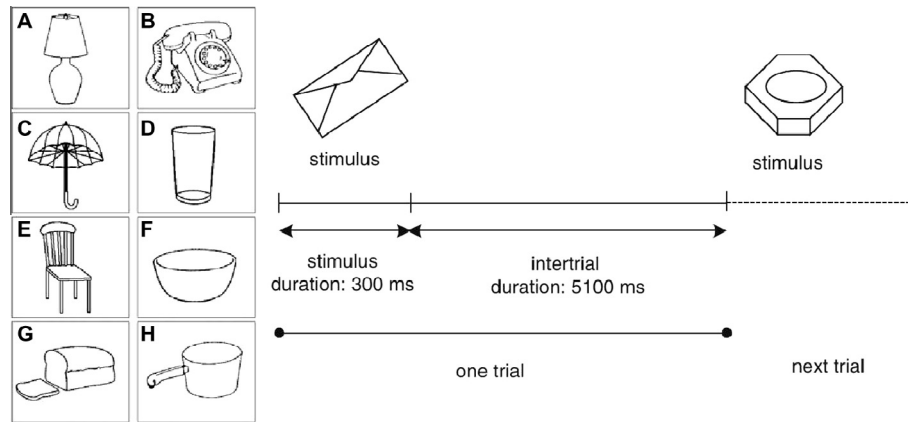 A
B
C
D
E
F
G
H
stimulus
stimulus
stimulus
duration: 300 ms
intertrial
duration: 5100 ms
one trial
next trial